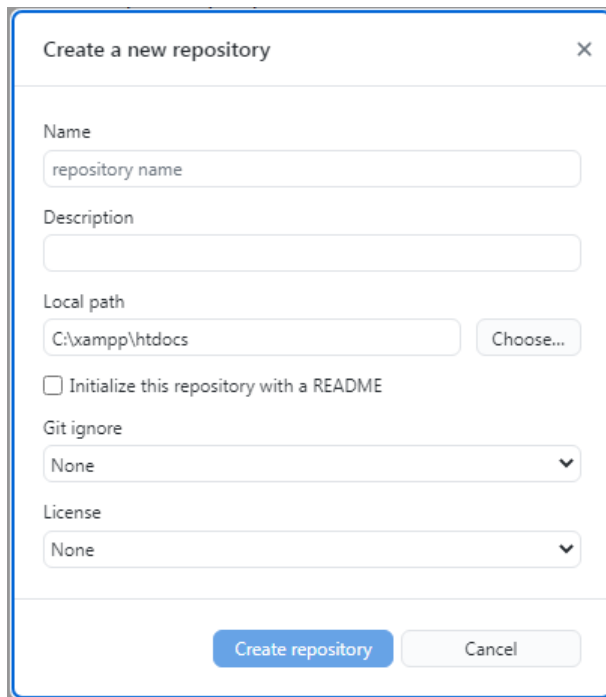 Create a new repository
Name
repository name
Description
Local path
C:\xampp\htdocs
Choose...
Initialize this repository with a README
Git ignore
None
License
None
Create repository
Cancel